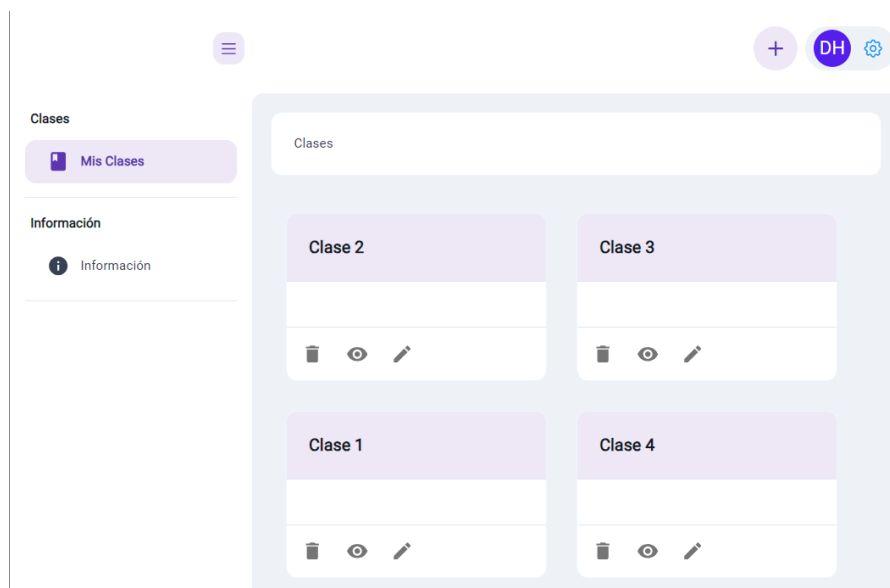 DH
Clases
Mis Clases
Información
Información
Clases
Clase 2
Clase 3
Clase 1
Clase 4